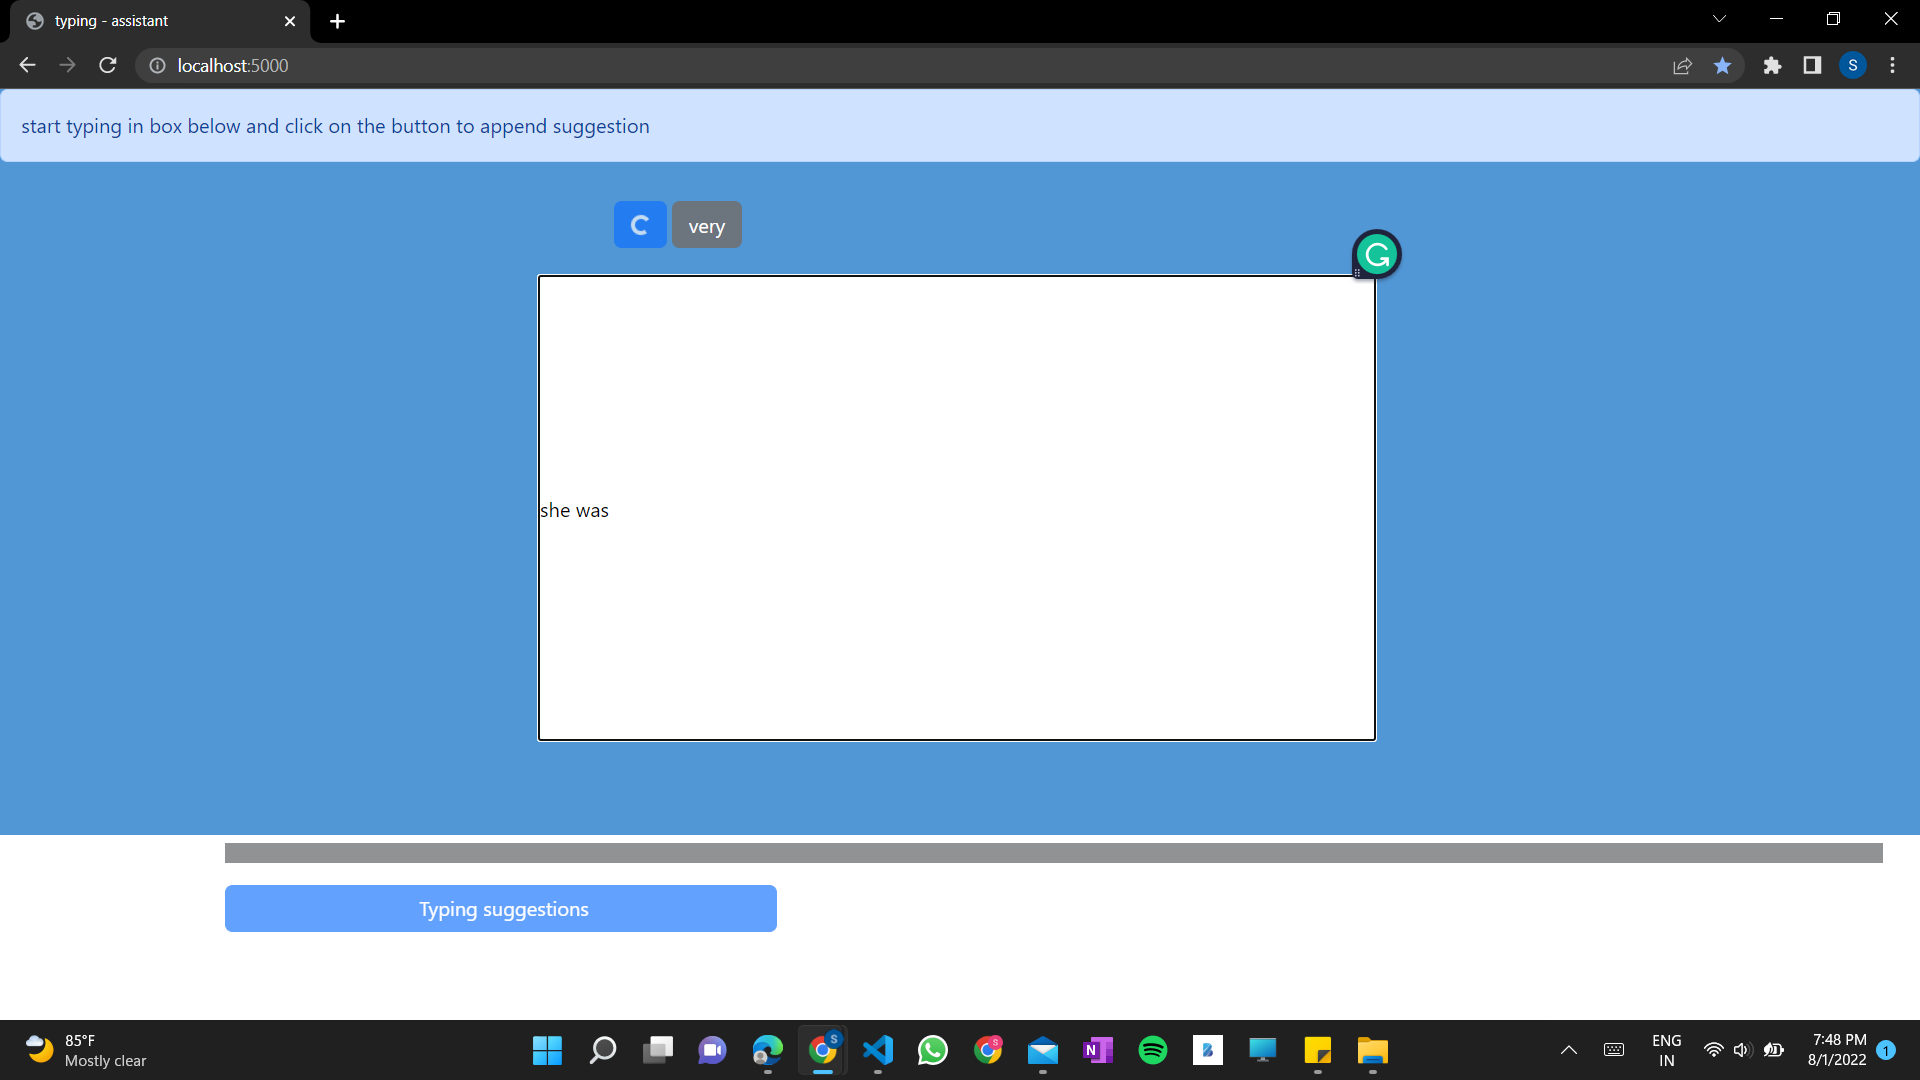 typing - assistant
localhost:5000
S
start typing in box below and click on the button to append suggestion
very
she was
Typing suggestions
85°F
Mostly clear
S
S
N
B
ENG
IN
7:48 PM
8/1/2022
1